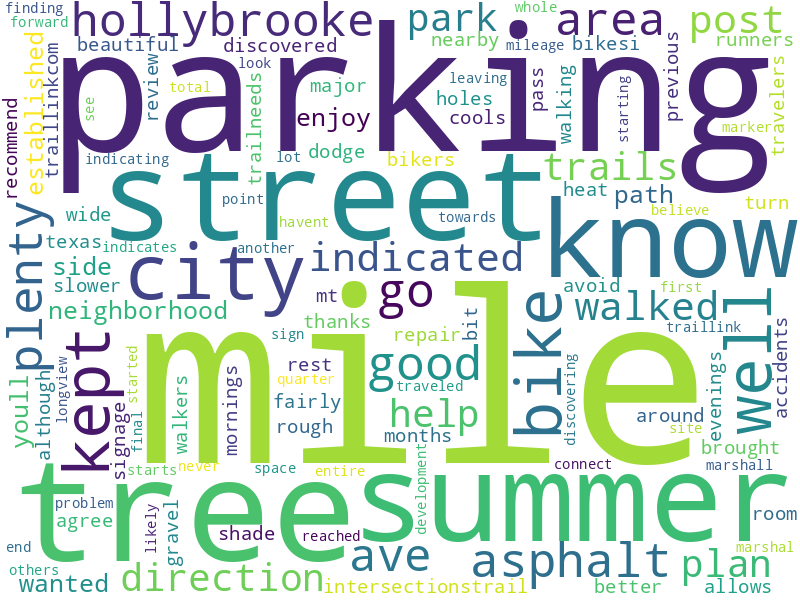 finding
whole
forward
hollybrooke
park
area
post
beautiful
discovered
nearby
mileage
bikesi
runners
parking
established
traillinkcom
review
look
leaving
pass
walking
starting
previous
travelers
total
major
holes
recommend
see
enjoy
cools
marker
trailneeds
indicating
lot
dodge
bikers
trails
street
point
heat
path
turn
know
wide
havent
towards
believe
plenty
texas
indicates
another
city
indicated
side
slower
mt
go
avoid
first
neighborhood
thanks
walked
well
bike
kept
sign
repair
bit
traillink
mile
longview
started
rest
quarter
good
traveled
discovering
evenings
accidents
youll
although
signage
final
walkers
mornings
fairly
rough
help
months
around
site
brought
starts
never
space
entire
connect
marshall
tree
summer
development
problem
likely
gravel
shade
reached
room
agree
end
others
wanted
direction
ave
asphalt
plan
marshal
intersectionstrail
better
allows